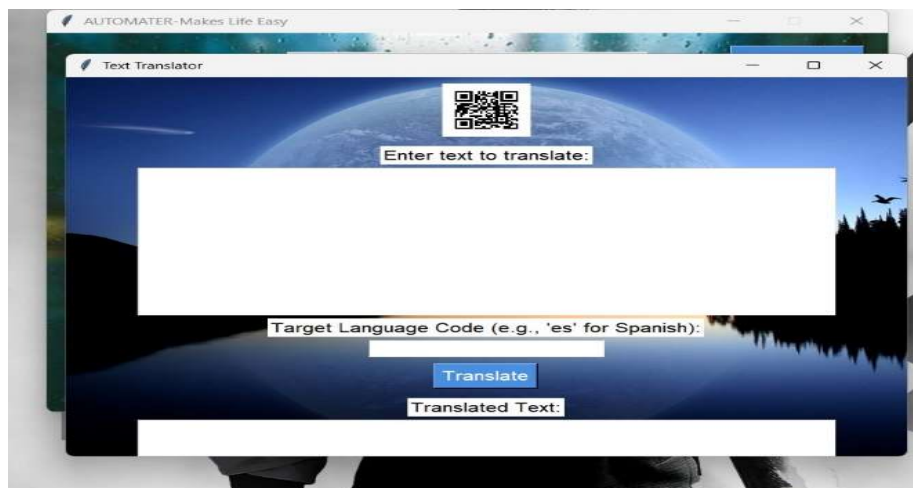 AUTOMATER-Makes Life Easy
Text Translator
Enter text to translate:
Target Language Code (e.g., 'es' for Spanish):
Translate
Translated Text: